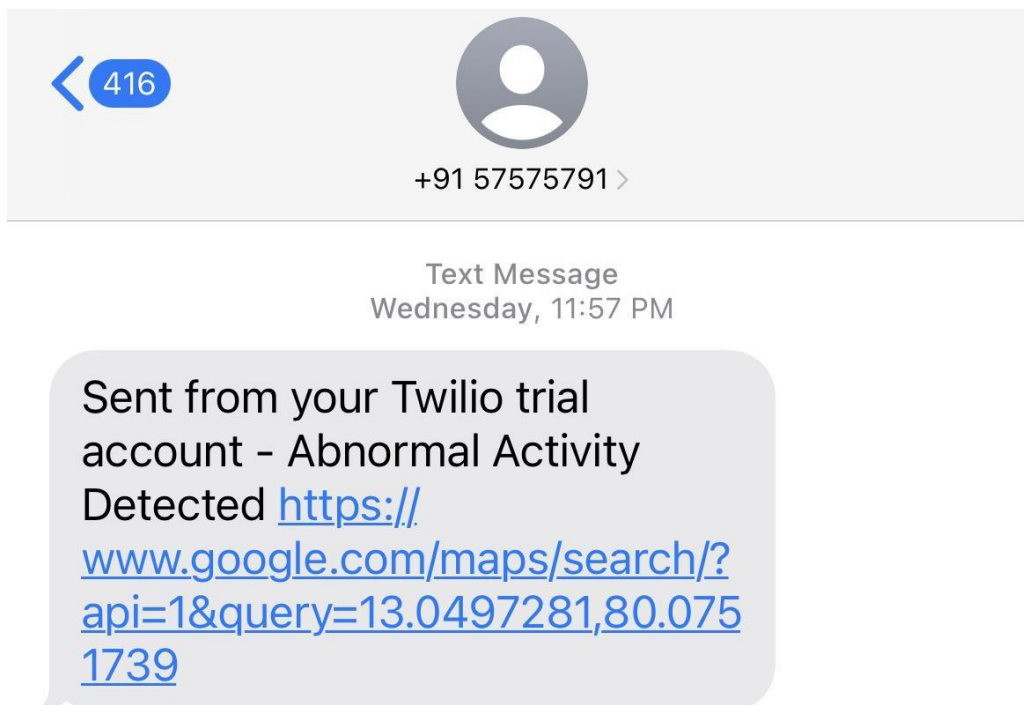 416
+91 57575791
Text Message
Wednesday, 11:57 PM
Sent from your Twilio trial
account - Abnormal Activity
Detected https://
www.google.com/maps/search/?
api=1&query=13.0497281,80.075
1739